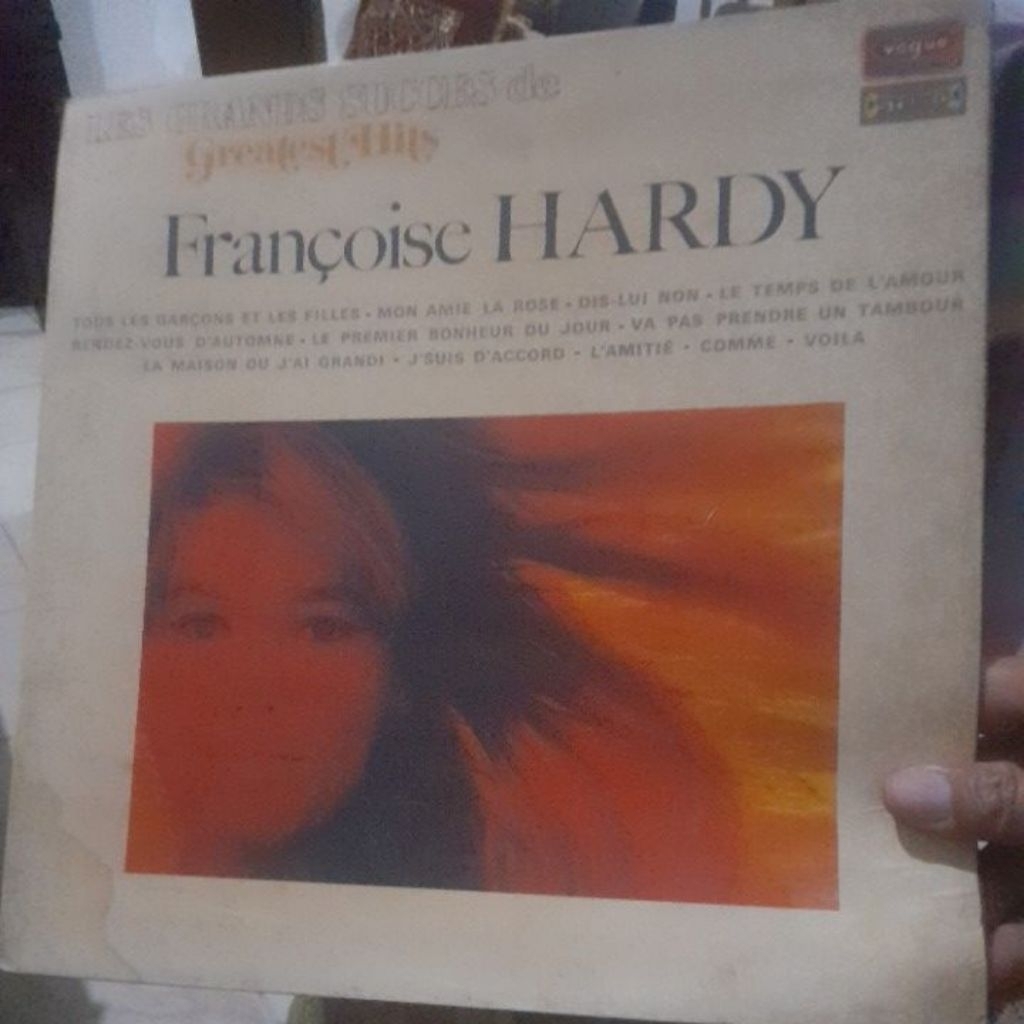 LES GRANDS SUCCES de
Greatest Hits
vogue
Françoise HARDY
TOUS LES GARÇONS ET LES FILLES - MON AMIE LA ROSE - DIS-LUI NON - LE TEMPS DE L'AMOUR
RENDEZ-VOUS D'AUTOMNE - LE PREMIER BONHEUR DU JOUR - VA PAS PRENDRE UN TAMBOUR
LA MAISON OU J'AI GRANDI - J'SUIS D'ACCORD - L'AMITIÉ - COMME - VOILA